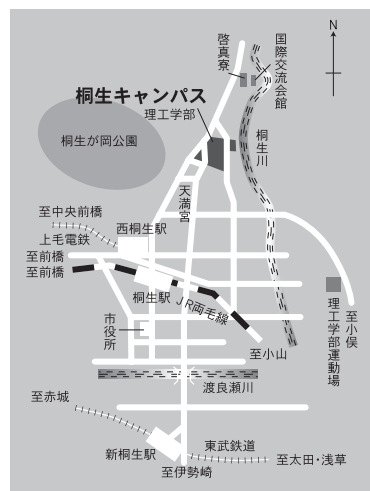 N
啓真寮
国際交流会館
桐生キャンパス
理工学部
桐生が岡公園
桐生川
天満宮
至中央前橋
西桐生駅
上毛電鉄
至前橋
至前橋
桐生駅
JR両毛線
市役所
理工学部運動場
至小俣
至小山
渡良瀬川
至赤城
新桐生駅
東武鉄道
至太田・浅草
至伊勢崎